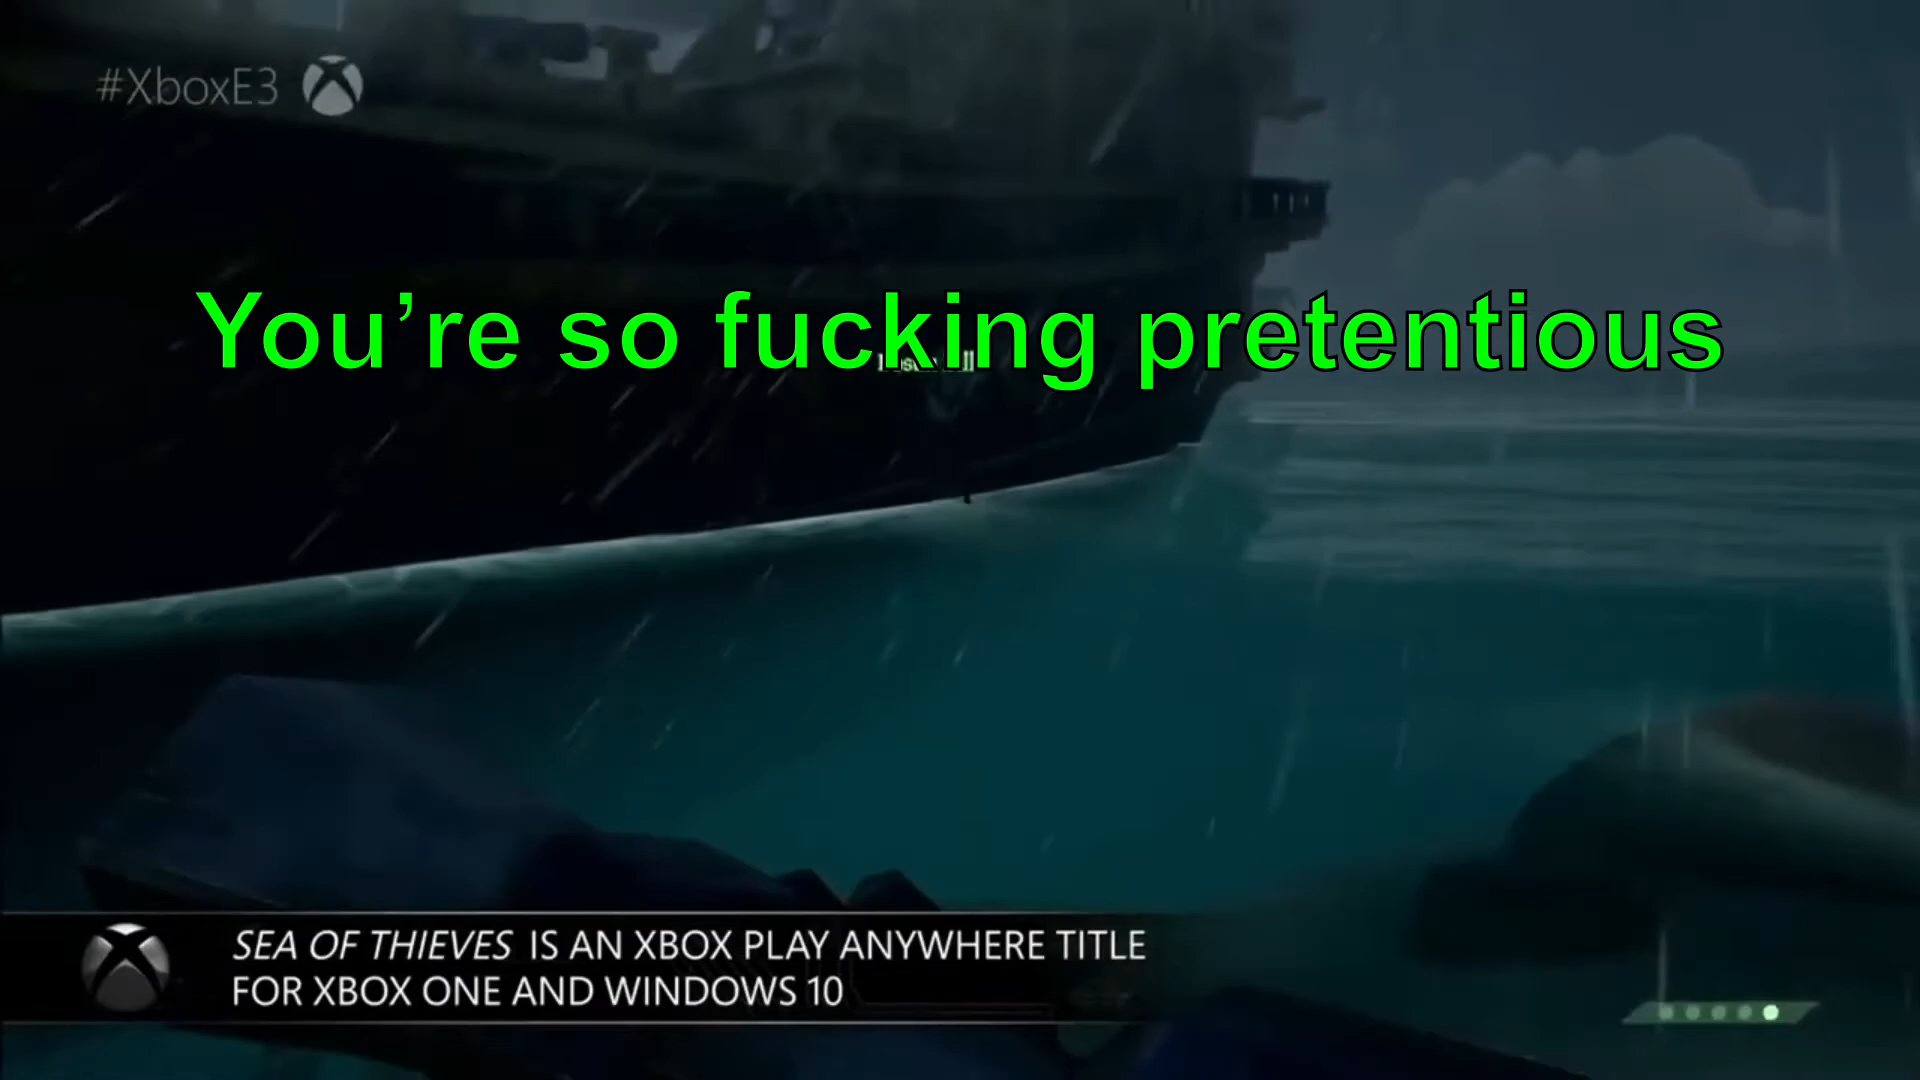 #XboxE3
You’re so fucking pretentious
SEA OF THIEVES IS AN XBOX PLAY ANYWHERE TITLE
FOR XBOX ONE AND WINDOWS 10